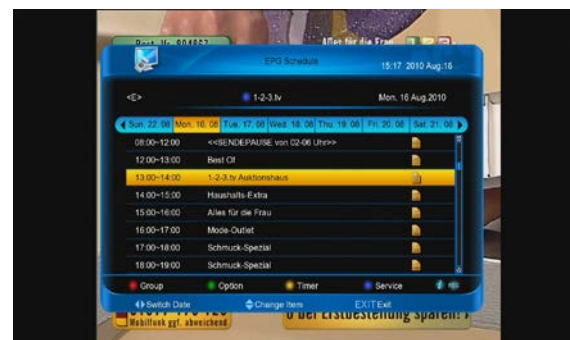 Alles für die Frau 1 2 3.
EPG Schedule
15:17 2010 Aug.16
<E>
1-2-3.tv
Mon. 16 Aug.2010
Sun. 22. 08 Mon. 16. 08 Tue. 17. 08 Wed. 18. 08 Thu. 19. 08 Fri. 20. 08 Sat. 21. 08
08:00~12:00 <<SENDEPAUSE von 02-06 Uhr>>
12:00~13:00 Best Of
13:00~14:00 1-2-3.tv Auktionshaus
14:00~15:00 Haushalts-Extra
15:00~16:00 Alles für die Frau
16:00~17:00 Mode-Outlet
17:00~18:00 Schmuck-Spezial
18:00~19:00 Schmuck-Spezial
Group Option Timer Service
Switch Date Change Item EXIT Exit
Mobilfunk ggf. abweichend